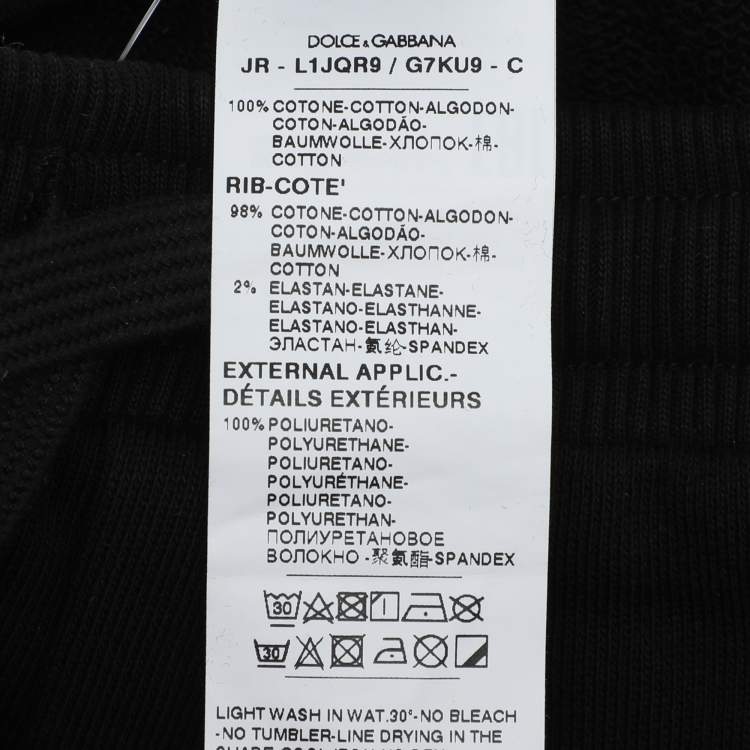 DOLCE & GABBANA
JR - L1JQR9 / G7KU9 - C
100% COTONE-COTTON-ALGODON-
COTON-ALGODÃO-
BAUMWOLLE-ХЛОПОК-棉-
COTTON
RIB-COTE'
98% COTONE-COTTON-ALGODON-
COTON-ALGODÃO-
BAUMWOLLE-ХЛОПОК-棉-
COTTON
2% ELASTAN-ELASTANE-
ELASTANO-ELASTHANNE-
ELASTANO-ELASTHAN-
ЭЛАСТАН-氨纶-SPANDEX
EXTERNAL APPLIC.-
DÉTAILS EXTÉRIEURS
100% POLIURETANO-
POLYURETHANE-
POLIURETANO-
POLYURÉTHANE-
POLIURETANO-
POLYURETHAN-
ПОЛИУРЕТАНОВОЕ
ВОЛОКНО-聚氨酯-SPANDEX
30
30
LIGHT WASH IN WAT.30°-NO BLEACH
-NO TUMBLER-LINE DRYING IN THE